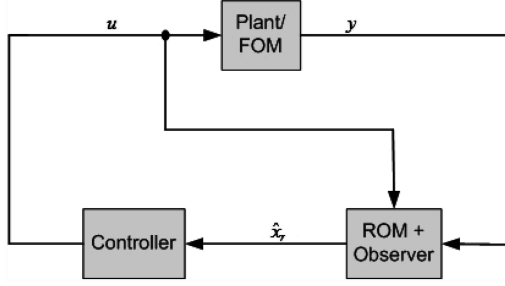 u
Plant/
FOM
y
Controller
x̂ᵣ
ROM +
Observer